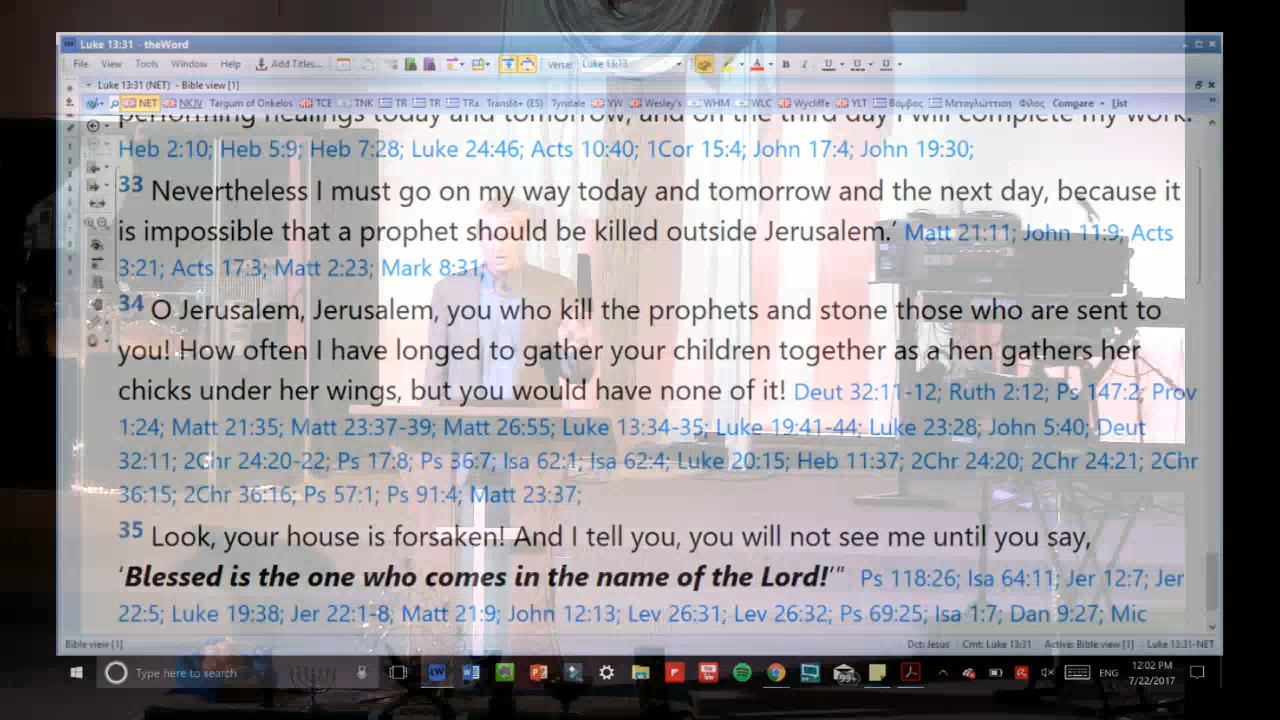 Luke 13:31 - theWord
File View Tools Window Help Add Titles... Verse: Luke 13:13 B I U U U
Luke 13:31 (NET) - Bible view [1]
NET NKJV Targum of Onkelos TCE TNK TR TR TRa Translit+ (ES) Tyndale VW Wesley's WHM WLC Wycliffe YLT Βάμβας Μεταγλώττιση Φίλος Compare List
performing healings today and tomorrow, and on the third day I will complete my work.
Heb 2:10; Heb 5:9; Heb 7:28; Luke 24:46; Acts 10:40; 1Cor 15:4; John 17:4; John 19:30;
33 Nevertheless I must go on my way today and tomorrow and the next day, because it
is impossible that a prophet should be killed outside Jerusalem.' Matt 21:11; John 11:9; Acts
3:21; Acts 17:3; Matt 2:23; Mark 8:31;
34 O Jerusalem, Jerusalem, you who kill the prophets and stone those who are sent to
you! How often I have longed to gather your children together as a hen gathers her
chicks under her wings, but you would have none of it! Deut 32:11-12; Ruth 2:12; Ps 147:2; Prov
1:24; Matt 21:35; Matt 23:37-39; Matt 26:55; Luke 13:34-35; Luke 19:41-44; Luke 23:28; John 5:40; Deut
32:11; 2Chr 24:20-22; Ps 17:8; Ps 36:7; Isa 62:1; Isa 62:4; Luke 20:15; Heb 11:37; 2Chr 24:20; 2Chr 24:21; 2Chr
36:15; 2Chr 36:16; Ps 57:1; Ps 91:4; Matt 23:37;
35 Look, your house is forsaken! And I tell you, you will not see me until you say,
'Blessed is the one who comes in the name of the Lord!'" Ps 118:26; Isa 64:11; Jer 12:7; Jer
22:5; Luke 19:38; Jer 22:1-8; Matt 21:9; John 12:13; Lev 26:31; Lev 26:32; Ps 69:25; Isa 1:7; Dan 9:27; Mic
Bible view [1] Dct: Jesus Cmt: Luke 13:31 Active: Bible view [1] Luke 13:31-NET
Type here to search 99+ ENG 12:02 PM
7/22/2017